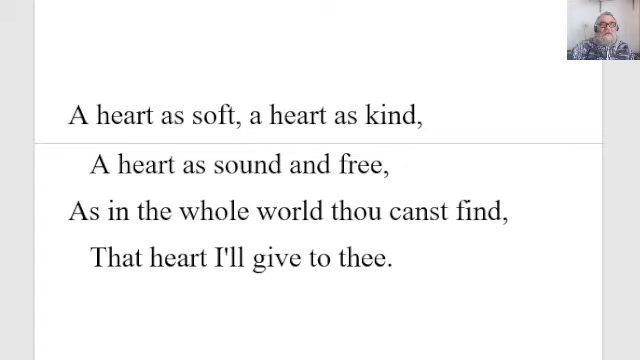 A heart as soft, a heart as kind,
A heart as sound and free,
As in the whole world thou canst find,
That heart I'll give to thee.